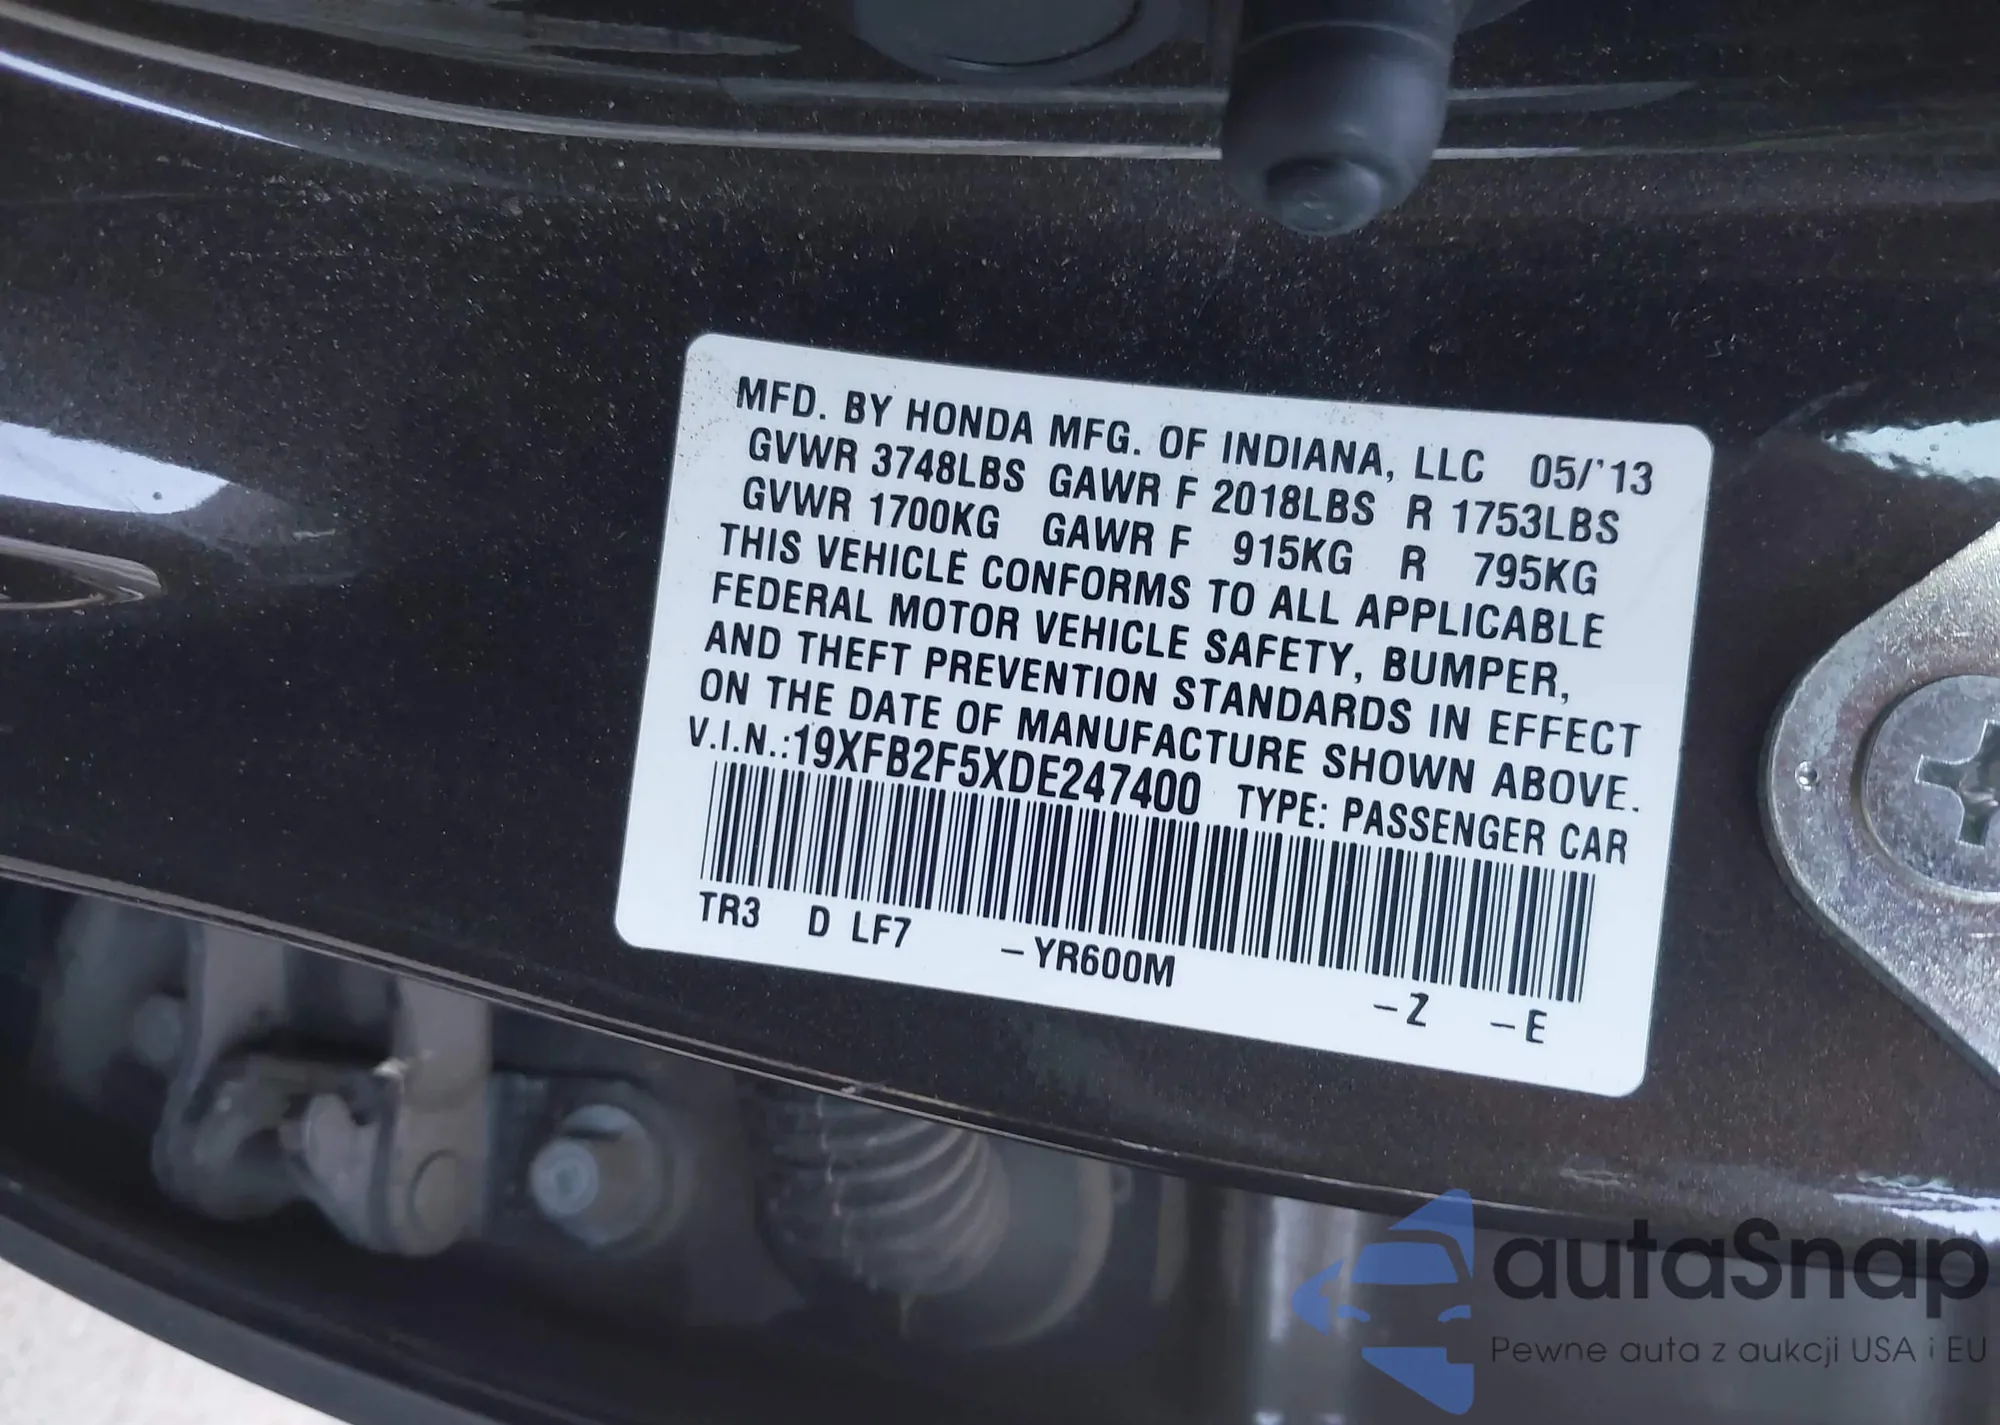 MFD. BY HONDA MFG. OF INDIANA, LLC 05/'13
GVWR 3748LBS GAWR F 2018LBS R 1753LBS
GVWR 1700KG GAWR F 915KG R 795KG
THIS VEHICLE CONFORMS TO ALL APPLICABLE
FEDERAL MOTOR VEHICLE SAFETY, BUMPER,
AND THEFT PREVENTION STANDARDS IN EFFECT
ON THE DATE OF MANUFACTURE SHOWN ABOVE.
V.I.N.:19XFB2F5XDE247400 TYPE: PASSENGER CAR
TR3 D LF7 -YR600M -Z -E
autaSnap
Pewne auta z aukcji USA i EU